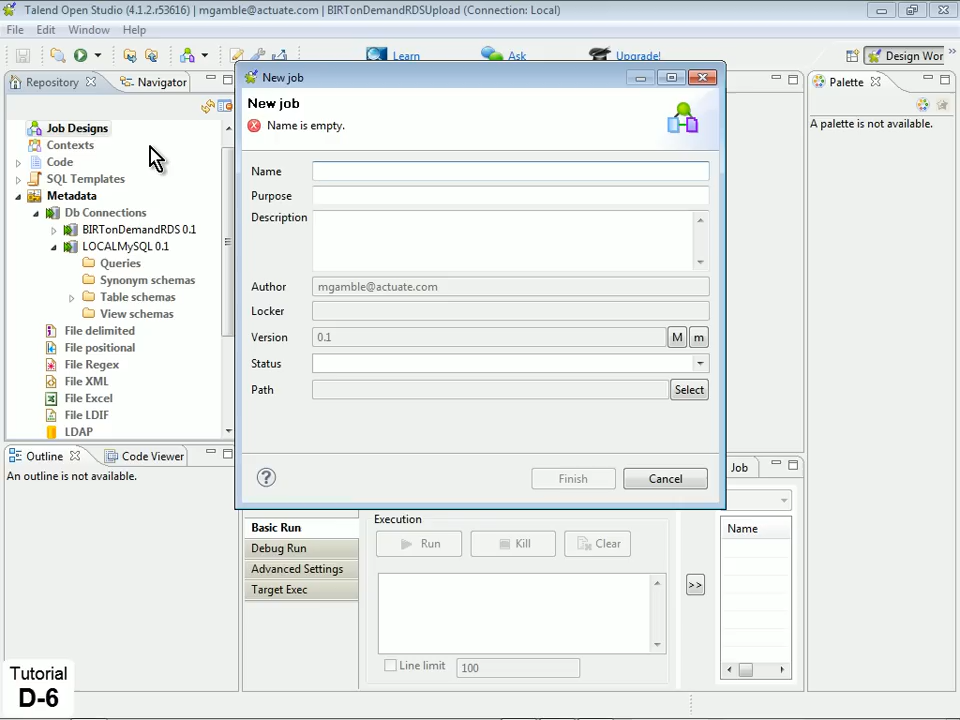 Talend Open Studio (4.1.2.r53616) | mgamble@actuate.com | BIRTonDemandRDSUpload (Connection: Local)
File Edit Window Help
Learn Ask Upgrade! Design Wor
Repository Navigator
Job Designs
Contexts
Code
SQL Templates
Metadata
Db Connections
BIRTonDemandRDS 0.1
LOCALMySQL 0.1
Queries
Synonym schemas
Table schemas
View schemas
File delimited
File positional
File Regex
File XML
File Excel
File LDIF
LDAP
New job
New job
Name is empty.
Name
Purpose
Description
Author mgamble@actuate.com
Locker
Version 0.1 M m
Status
Path Select
Finish Cancel
Palette
A palette is not available.
Outline Code Viewer
An outline is not available.
Job
Basic Run
Debug Run
Advanced Settings
Target Exec
Execution
Run Kill Clear
>>
Line limit 100
Name
Tutorial
D-6